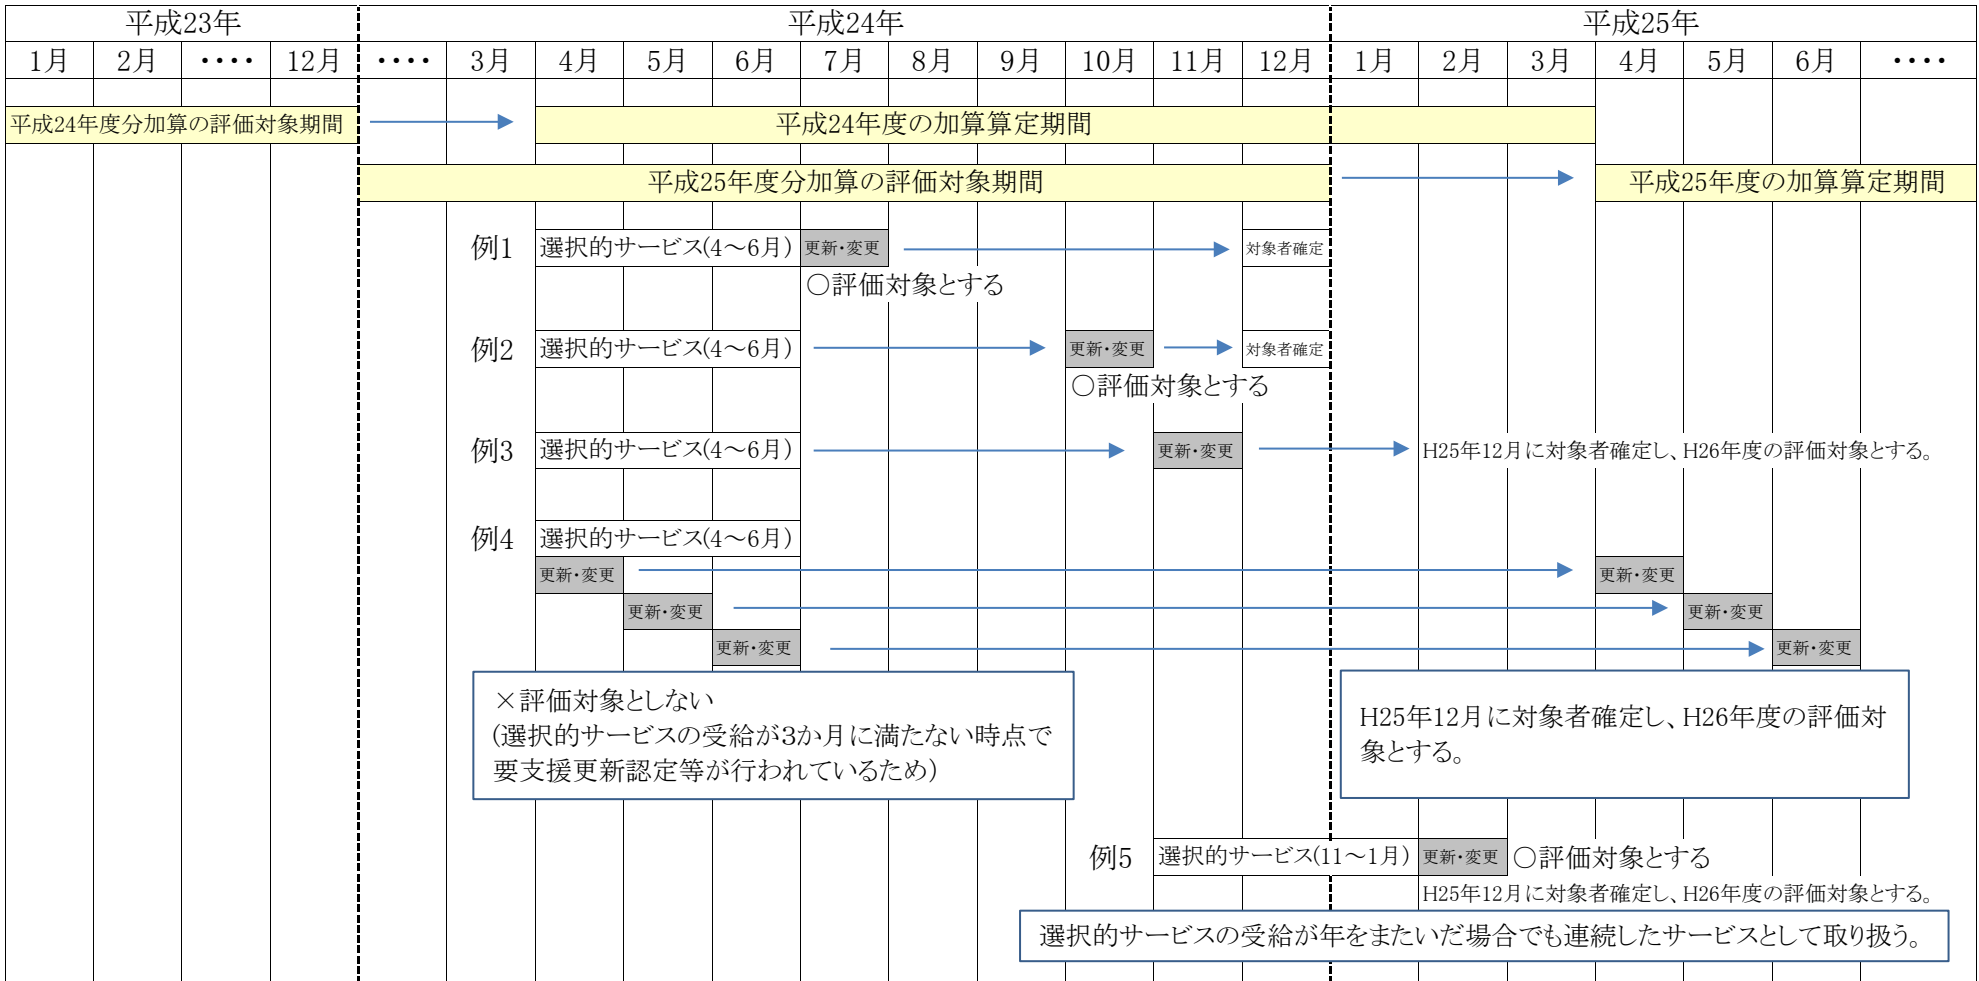 平成23年 平成24年 平成25年
1月 2月 ・・・・ 12月 ・・・・ 3月 4月 5月 6月 7月 8月 9月 10月 11月 12月 1月 2月 3月 4月 5月 6月 ・・・・
平成24年度分加算の評価対象期間 平成24年度の加算算定期間
平成25年度分加算の評価対象期間 平成25年度の加算算定期間
例1 選択的サービス(4～6月) 更新・変更 対象者確定
○評価対象とする
例2 選択的サービス(4～6月) 更新・変更 対象者確定
○評価対象とする
例3 選択的サービス(4～6月) 更新・変更 H25年12月に対象者確定し、H26年度の評価対象とする。
例4 選択的サービス(4～6月)
更新・変更 更新・変更
更新・変更 更新・変更
更新・変更 更新・変更
×評価対象としない
(選択的サービスの受給が3か月に満たない時点で
要支援更新認定等が行われているため)
H25年12月に対象者確定し、H26年度の評価対
象とする。
例5 選択的サービス(11～1月) 更新・変更 ○評価対象とする
H25年12月に対象者確定し、H26年度の評価対象とする。
選択的サービスの受給が年をまたいだ場合でも連続したサービスとして取り扱う。